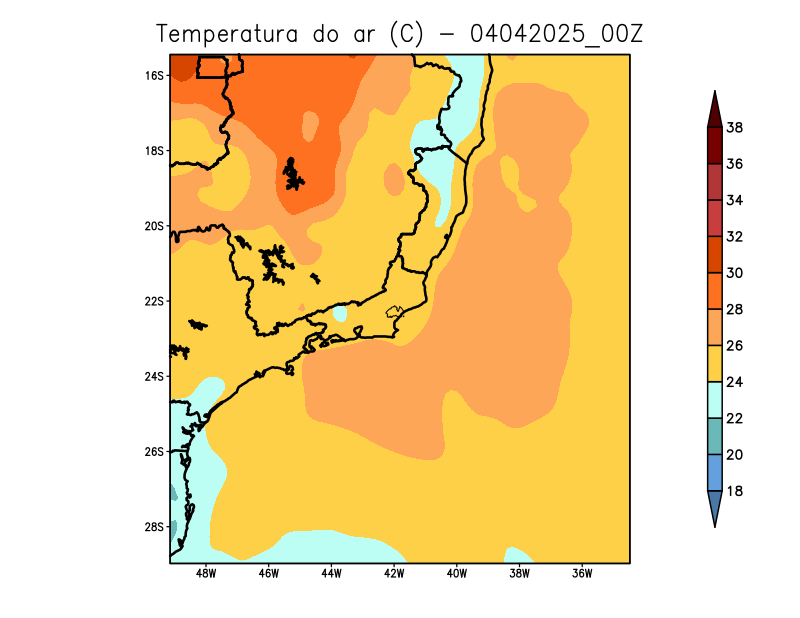 Temperatura do ar (C) – 04042025_00Z
16S
18S
20S
22S
24S
26S
28S
48W 46W 44W 42W 40W 38W 36W
38
36
34
32
30
28
26
24
22
20
18